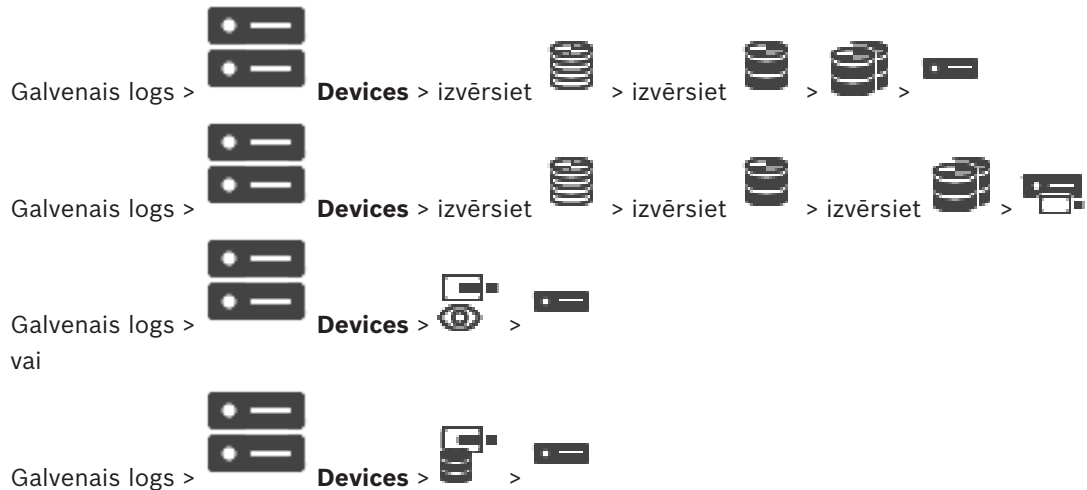 Galvenais logs > Devices > izvērsiet > izvērsiet > >
Galvenais logs > Devices > izvērsiet > izvērsiet > izvērsiet >
Galvenais logs > Devices > >
vai
Galvenais logs > Devices > >